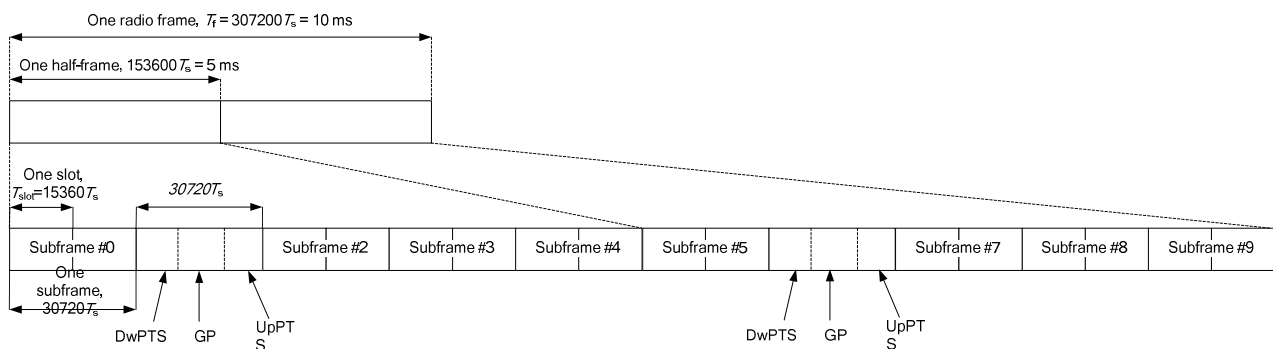 One radio frame, Tf = 307200Ts = 10 ms
One half-frame, 153600Ts = 5 ms
One slot,
Tslot=15360Ts
30720Ts
Subframe #0
Subframe #2
Subframe #3
Subframe #4
Subframe #5
Subframe #7
Subframe #8
Subframe #9
One
subframe,
30720Ts
DwPTS
GP
UpPT
S
DwPTS
GP
UpPT
S